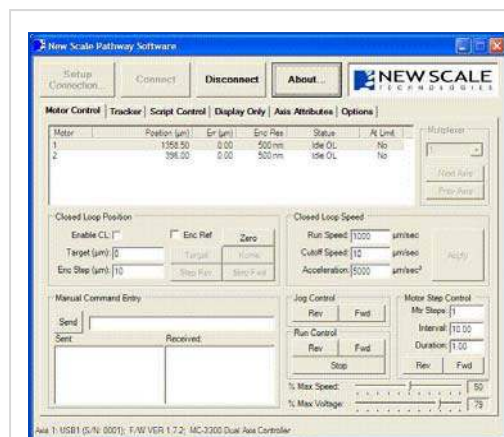 New Scale Pathway Software
Setup Connection... Connect Disconnect About... NEW SCALE TECHNOLOGIES
Motor Control Tracker Script Control Display Only Axis Attributes Options
Motor Position (µm) Err (µm) Enc Res Status At Limit
1 1358.50 0.00 500 nm Idle OL No
2 396.00 0.00 500 nm Idle OL No
Multiplexer
1
Next Axis
Prev Axis
Closed Loop Position
Enable CL: Enc Ref Zero
Target (µm): 0 Target Home
Enc Step (µm): 10 Step Rev Step Fwd
Closed Loop Speed
Run Speed: 1000 µm/sec
Cutoff Speed: 10 µm/sec
Acceleration: 5000 µm/sec²
Apply
Manual Command Entry
Send
Sent: Received:
Jog Control
Rev Fwd
Run Control
Rev Fwd
Stop
Motor Step Control
Mtr Steps: 1
Interval: 10.00
Duration: 1.00
Rev Fwd
% Max Speed: 50
% Max Voltage: 79
Axis 1: USB1 (S/N: 0001); F/W VER 1.7.2; MC-3300 Dual Axis Controller